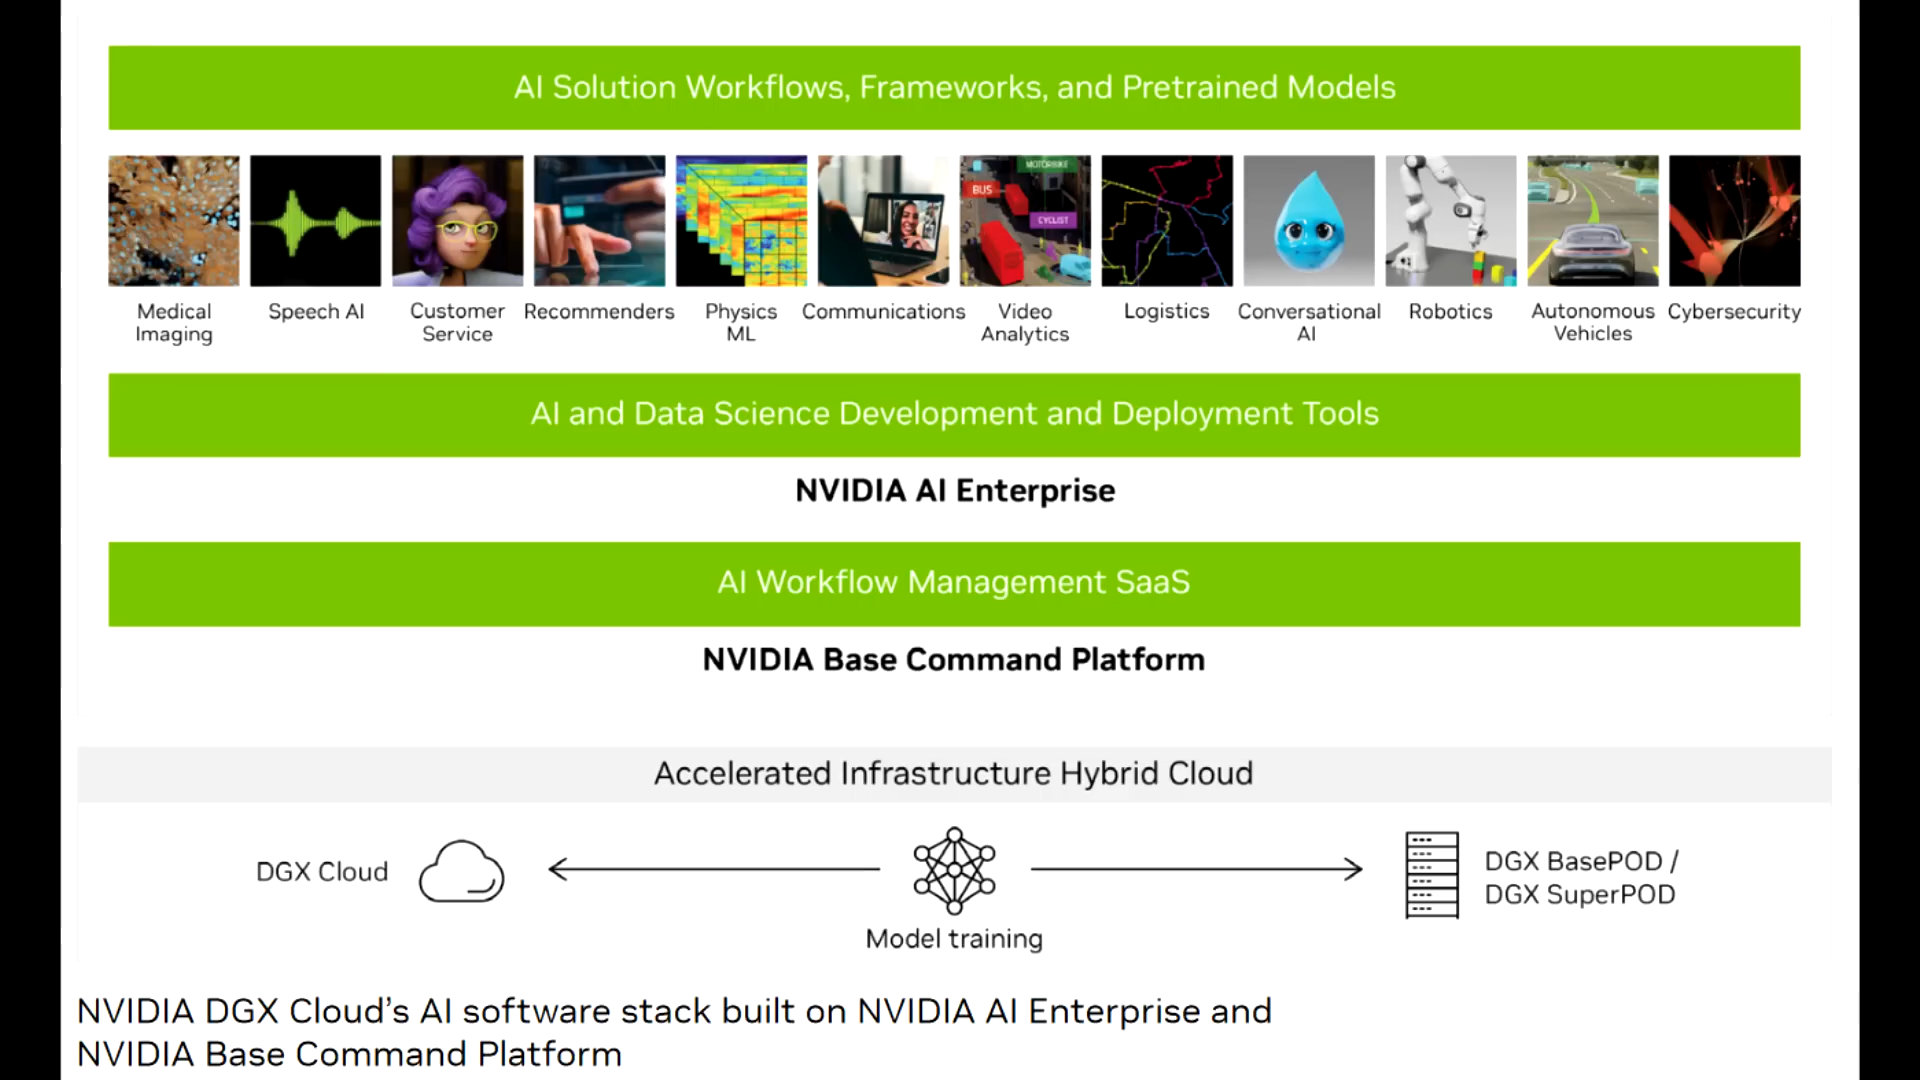 AI Solution Workflows, Frameworks, and Pretrained Models
MOTORBIKE
BUS
CYCLIST
Medical
Imaging
Speech AI
Customer
Service
Recommenders
Physics
ML
Communications
Video
Analytics
Logistics
Conversational
AI
Robotics
Autonomous
Vehicles
Cybersecurity
AI and Data Science Development and Deployment Tools
NVIDIA AI Enterprise
AI Workflow Management SaaS
NVIDIA Base Command Platform
Accelerated Infrastructure Hybrid Cloud
DGX Cloud
Model training
DGX BasePOD /
DGX SuperPOD
NVIDIA DGX Cloud’s AI software stack built on NVIDIA AI Enterprise and
NVIDIA Base Command Platform